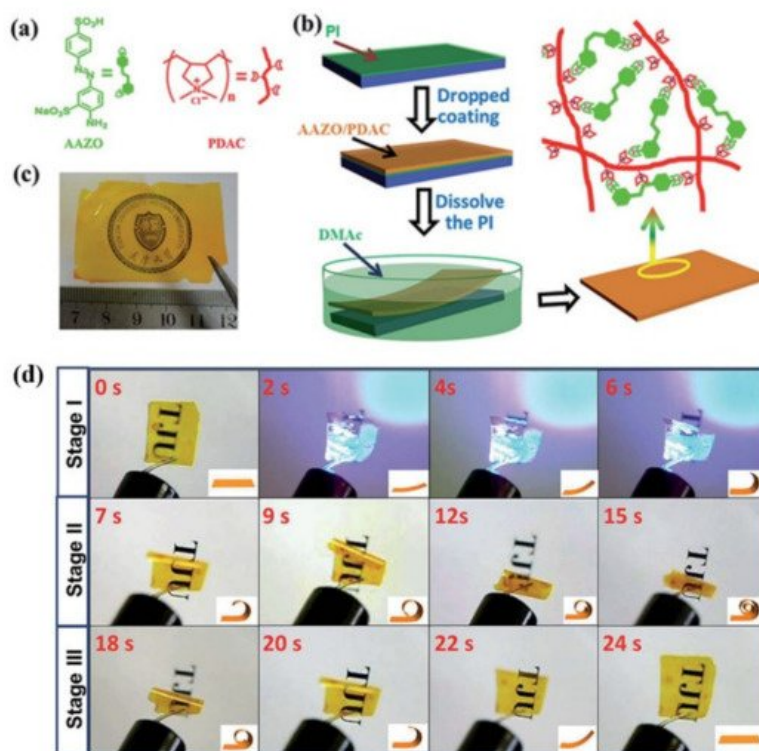 (a)
SO₃H
N
N
NaO₃S
NH₂
AAZO
=
(
)
n
N
Cl⁻
=
PDAC
(b)
PI
Dropped
coating
AAZO/PDAC
Dissolve
the PI
DMAc
(c)
7 8 9 10 11 12
(d)
Stage I
0 s
TJU
2 s
4s
6 s
Stage II
7 s
TJU
9 s
TJU
12s
TJU
15 s
TJU
Stage III
18 s
20 s
TJU
22 s
TJU
24 s
TJU